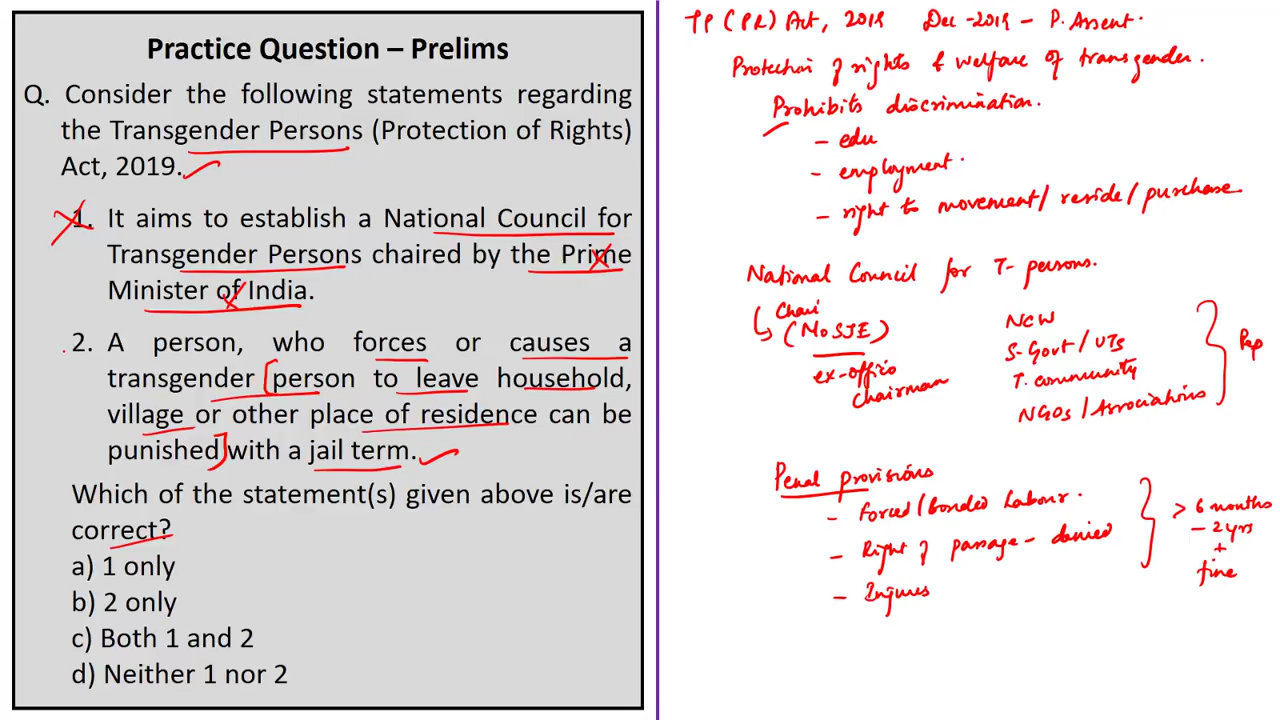 Practice Question – Prelims
Q. Consider the following statements regarding
the Transgender Persons (Protection of Rights)
Act, 2019.
1. It aims to establish a National Council for
Transgender Persons chaired by the Prime
Minister of India.
2. A person, who forces or causes a
transgender person to leave household,
village or other place of residence can be
punished with a jail term.
Which of the statement(s) given above is/are
correct?
a) 1 only
b) 2 only
c) Both 1 and 2
d) Neither 1 nor 2
TP (PR) Act, 2019 Dec -2019 - P. Assent.
Protection of rights & welfare of transgender.
Prohibits discrimination.
- edu
- employment.
- right to movement/ reside/ purchase
National Council for T- persons.
Chair
(MoSJE)
ex-offico
Chairman
NCW
S-Govt / UTs
T. community
NGOs / Associations
Rep
Penal provisions
- Forced/bonded Labour.
- Right of passage - denied
- Injures
> 6 months
- 2 yrs
+
fine